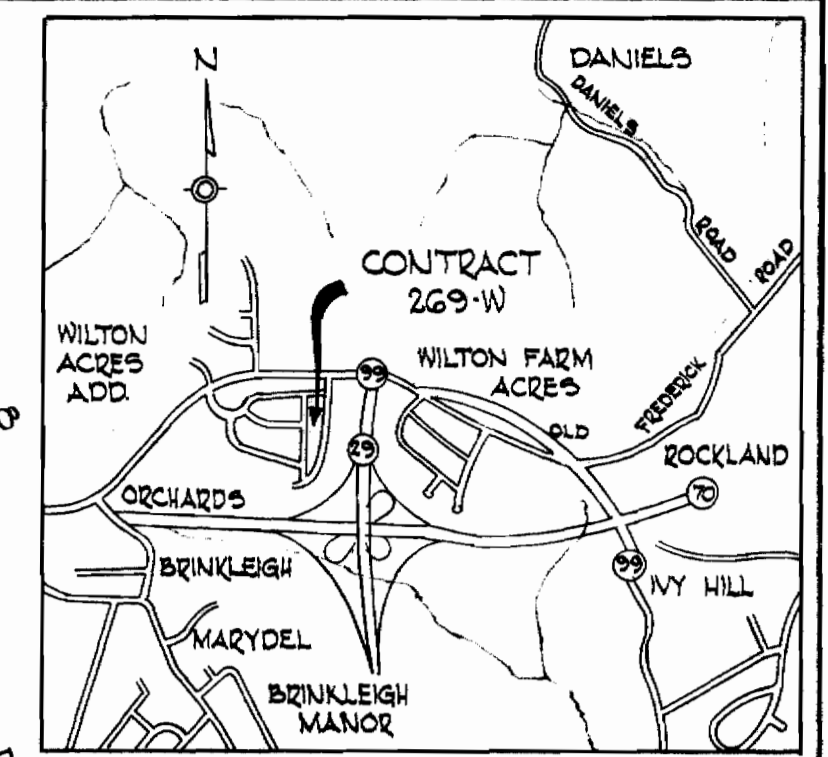 N
DANIELS
DANIELS
ROAD
ROAD
CONTRACT
269-W
WILTON
ACRES
ADD.
99
WILTON FARM
ACRES
FREDERICK
OLD
29
ROCKLAND
70
ORCHARDS
BRINKLEIGH
99
IVY HILL
MARYDEL
BRINKLEIGH
MANOR